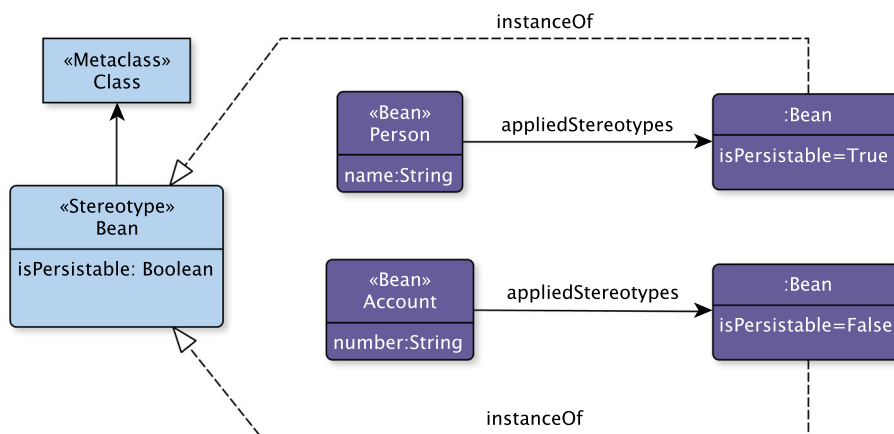 instanceOf
«Metaclass»
Class
«Bean»
Person
name:String
appliedStereotypes
:Bean
isPersistable=True
«Stereotype»
Bean
isPersistable: Boolean
«Bean»
Account
number:String
appliedStereotypes
:Bean
isPersistable=False
instanceOf